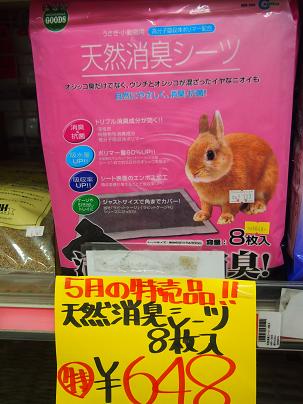 GOODS
うさぎ・小動物用 高分子吸収体ポリマー配合
天然消臭シーツ
オシッコ臭だけでなく、ウンチとオシッコが混ざったイヤなニオイも
自然にやさしく、消臭・抗菌!
消臭
抗菌
トリプル消臭成分が効く!!
吸水量
UP!!
ポリマー量60%UP!!
吸収率
UP!!
シート表面のエンボス加工
ジャストサイズで角までカバー!
容量:8枚入
臭!
5月の特売品!!
天然消臭シーツ
8枚入
特 ¥648